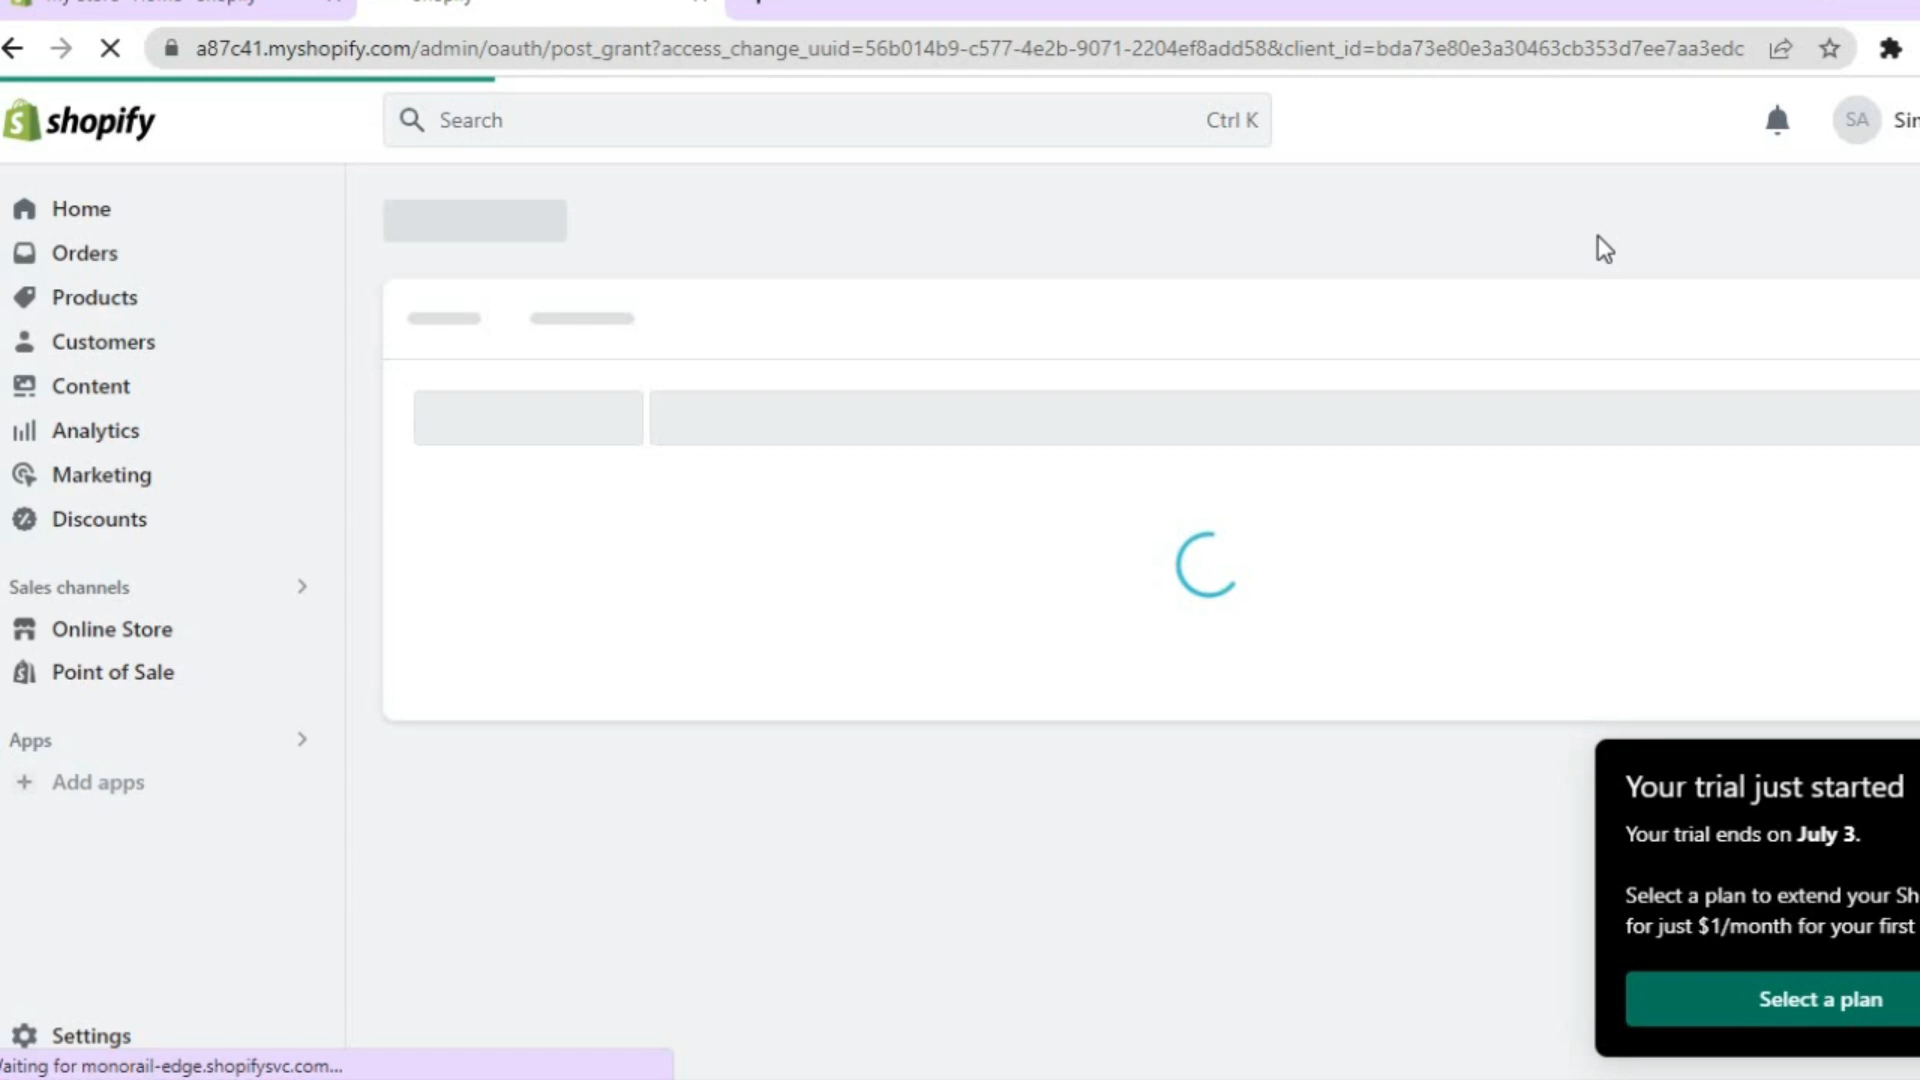 a87c41.myshopify.com/admin/oauth/post_grant?access_change_uuid=56b014b9-c577-4e2b-9071-2204ef8add58&client_id=bda73e80e3a30463cb353d7ee7aa3edc
shopify
Search
Ctrl K
SA
Home
Orders
Products
Customers
Content
Analytics
Marketing
Discounts
Sales channels
Online Store
Point of Sale
Apps
Add apps
Your trial just started
Your trial ends on July 3.
Select a plan to extend your
for just $1/month for your first
Select a plan
Settings
for monorail-edge.shopifysvc.com...